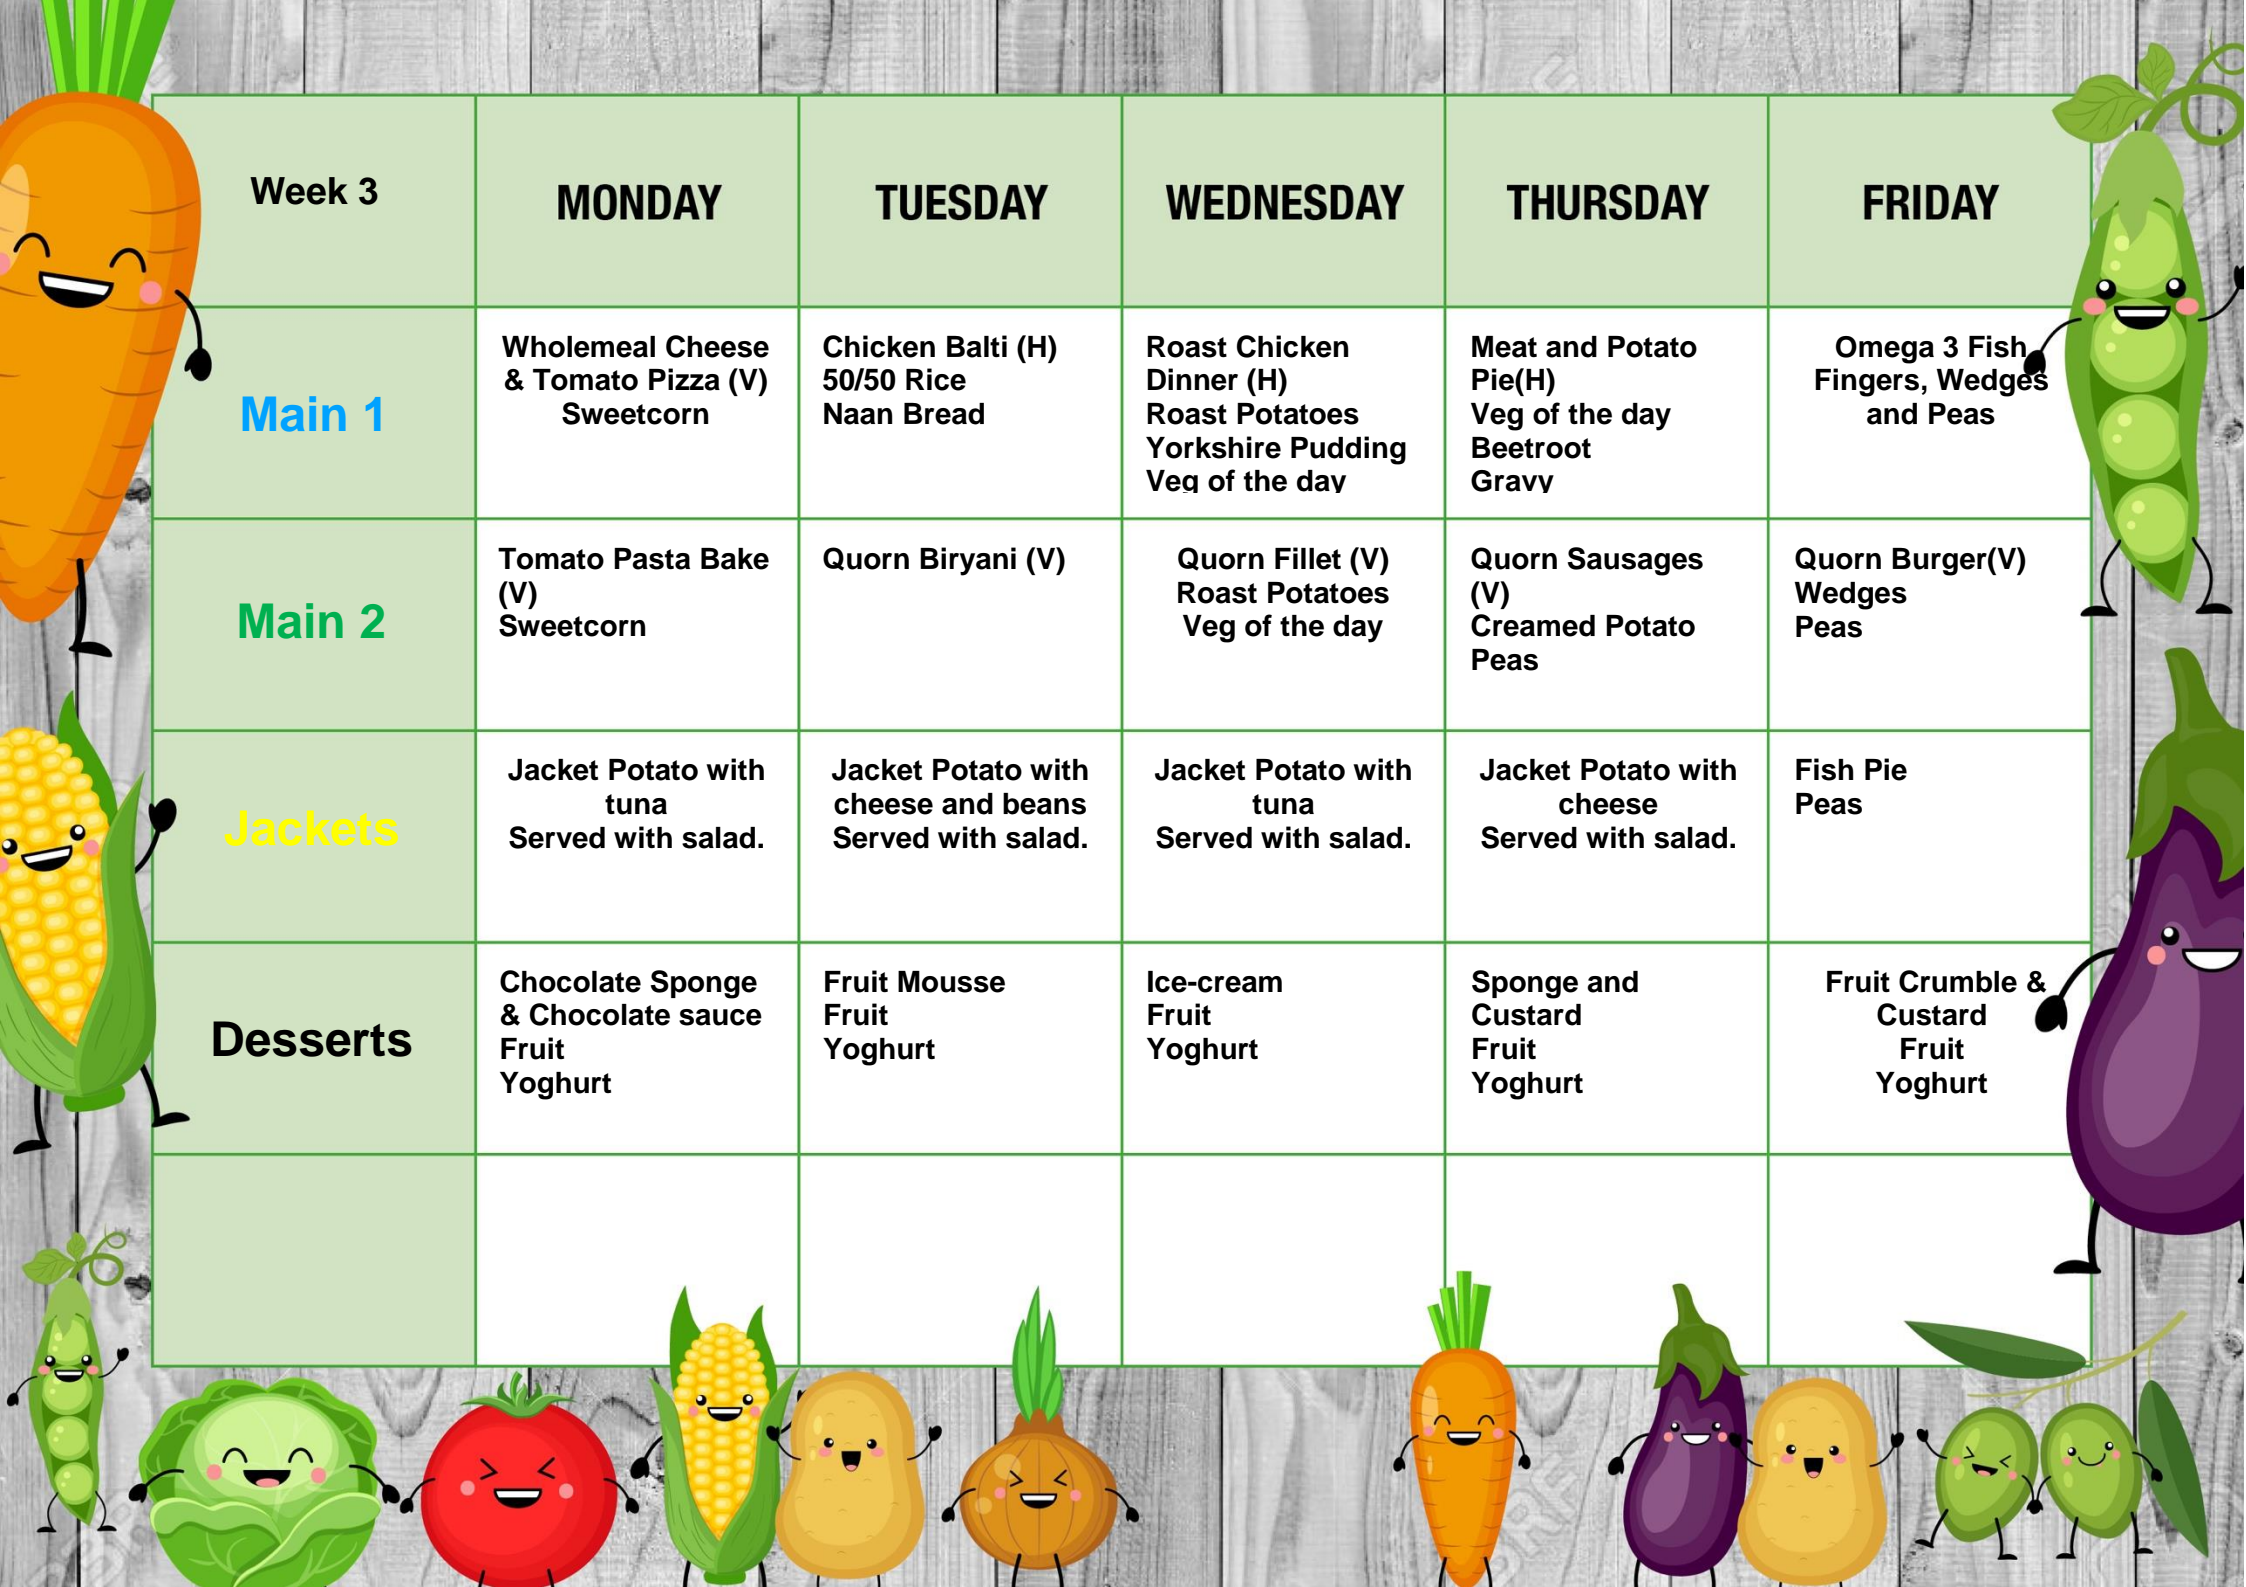 Week 3
MONDAY
TUESDAY
WEDNESDAY
THURSDAY
FRIDAY
Main 1
Wholemeal Cheese
& Tomato Pizza (V)
Sweetcorn
Chicken Balti (H)
50/50 Rice
Naan Bread
Roast Chicken
Dinner (H)
Roast Potatoes
Yorkshire Pudding
Veg of the day
Meat and Potato
Pie(H)
Veg of the day
Beetroot
Gravy
Omega 3 Fish
Fingers, Wedges
and Peas
Main 2
Tomato Pasta Bake
(V)
Sweetcorn
Quorn Biryani (V)
Quorn Fillet (V)
Roast Potatoes
Veg of the day
Quorn Sausages
(V)
Creamed Potato
Peas
Quorn Burger(V)
Wedges
Peas
Jackets
Jacket Potato with
tuna
Served with salad.
Jacket Potato with
cheese and beans
Served with salad.
Jacket Potato with
tuna
Served with salad.
Jacket Potato with
cheese
Served with salad.
Fish Pie
Peas
Desserts
Chocolate Sponge
& Chocolate sauce
Fruit
Yoghurt
Fruit Mousse
Fruit
Yoghurt
Ice-cream
Fruit
Yoghurt
Sponge and
Custard
Fruit
Yoghurt
Fruit Crumble &
Custard
Fruit
Yoghurt